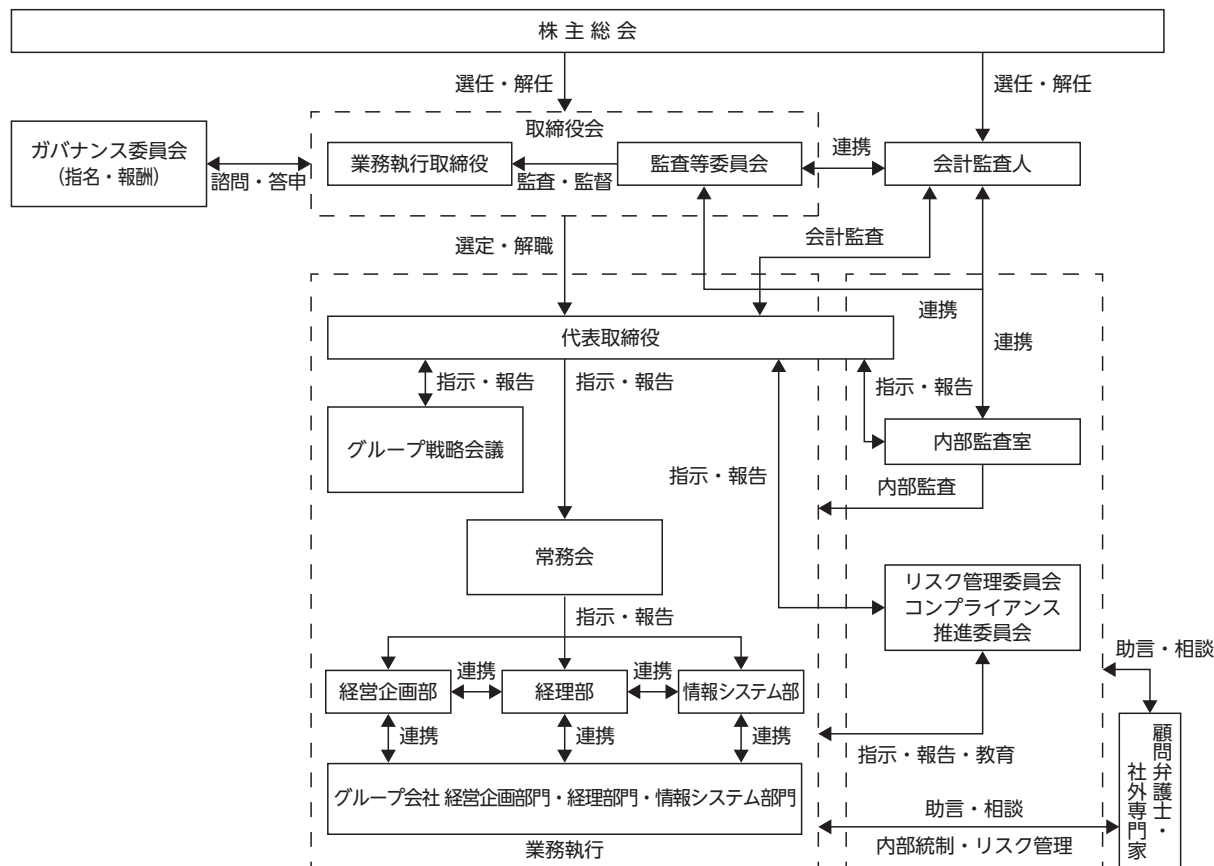 株 主 総 会
選任・解任
選任・解任
取締役会
ガバナンス委員会
(指名・報酬)
諮問・答申
業務執行取締役
監査・監督
監査等委員会
連携
会計監査人
選定・解職
会計監査
連携
連携
代表取締役
指示・報告
指示・報告
指示・報告
グループ戦略会議
内部監査室
指示・報告
内部監査
常務会
リスク管理委員会
コンプライアンス
推進委員会
指示・報告
助言・相談
経営企画部
連携
経理部
連携
情報システム部
連携
連携
連携
指示・報告・教育
顧問弁護士・
社外専門家
グループ会社 経営企画部門・経理部門・情報システム部門
助言・相談
業務執行
内部統制・リスク管理